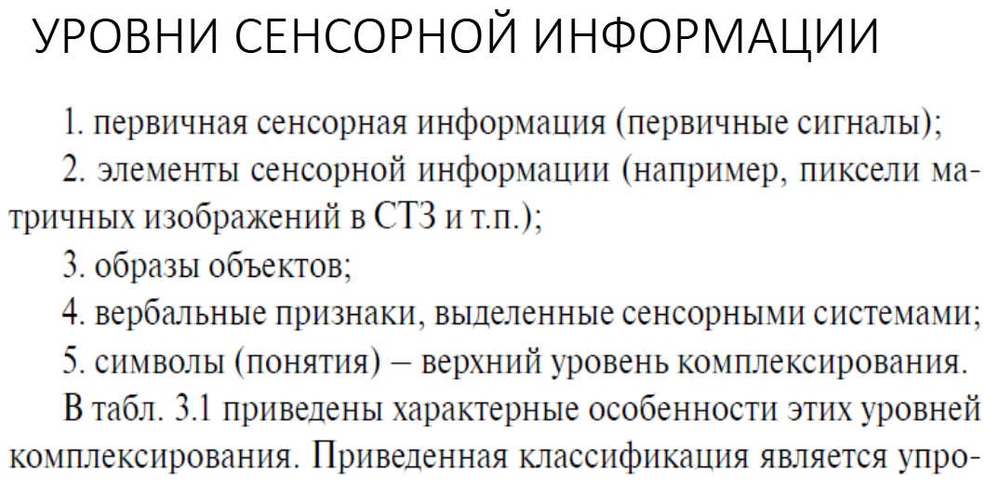 УРОВНИ СЕНСОРНОЙ ИНФОРМАЦИИ
1. первичная сенсорная информация (первичные сигналы);
2. элементы сенсорной информации (например, пиксели ма-
тричных изображений в СТЗ и т.п.);
3. образы объектов;
4. вербальные признаки, выделенные сенсорными системами;
5. символы (понятия) – верхний уровень комплексирования.
В табл. 3.1 приведены характерные особенности этих уровней
комплексирования. Приведенная классификация является упро-